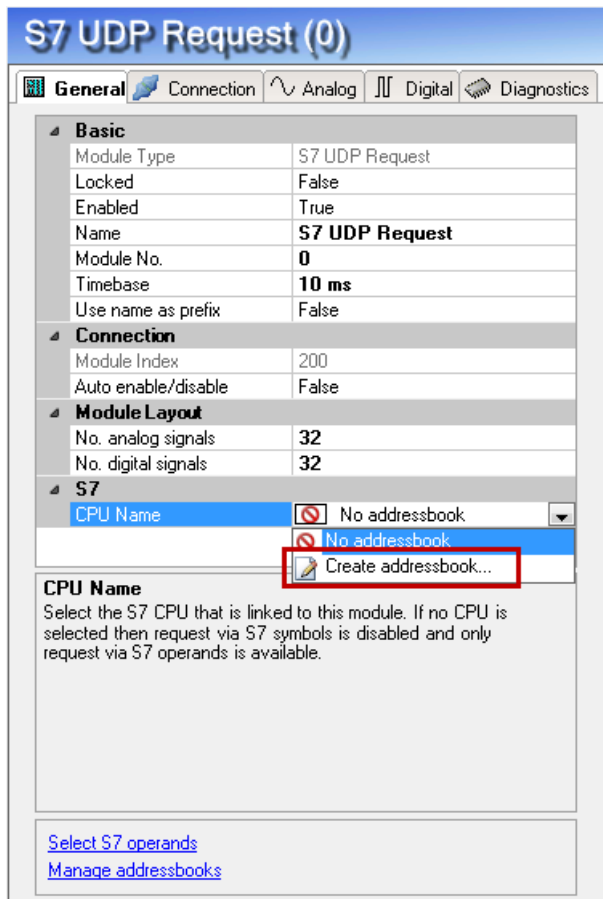 S7 UDP Request (0)
General Connection Analog Digital Diagnostics
Basic
Module Type S7 UDP Request
Locked False
Enabled True
Name S7 UDP Request
Module No. 0
Timebase 10 ms
Use name as prefix False
Connection
Module Index 200
Auto enable/disable False
Module Layout
No. analog signals 32
No. digital signals 32
S7
CPU Name No addressbook
No addressbook
Create addressbook...
CPU Name
Select the S7 CPU that is linked to this module. If no CPU is
selected then request via S7 symbols is disabled and only
request via S7 operands is available.
Select S7 operands
Manage addressbooks